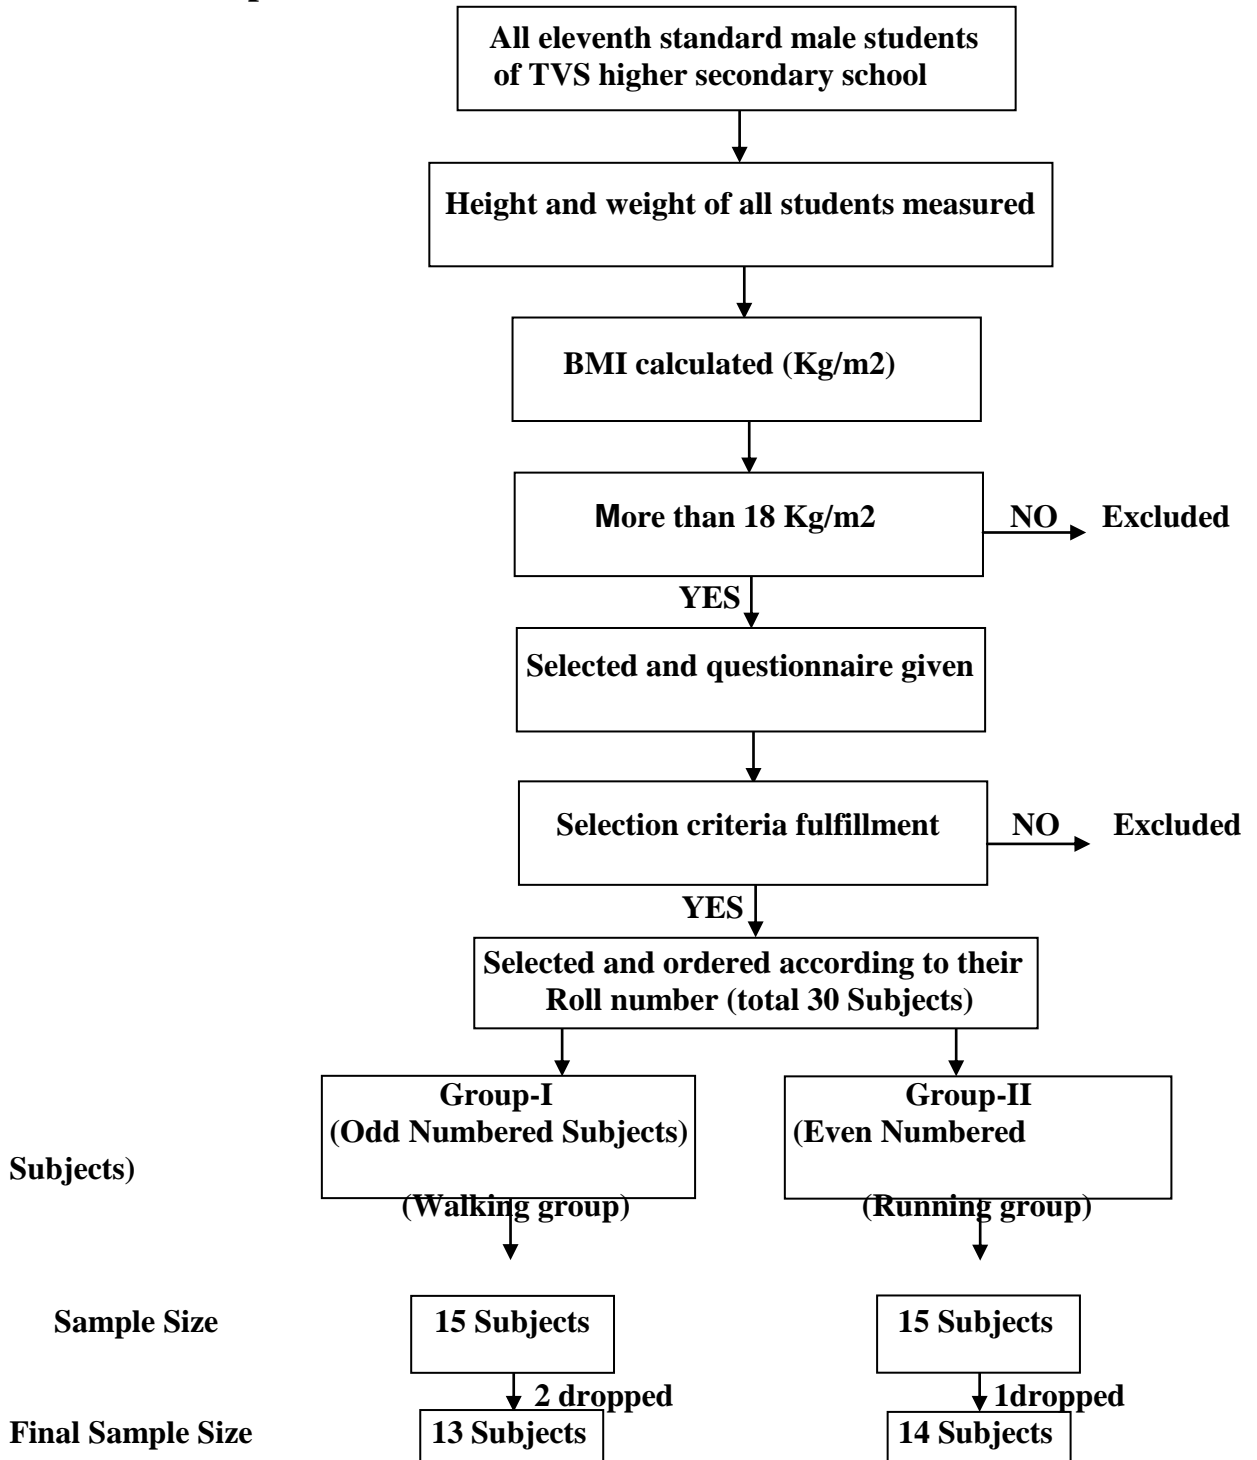 All eleventh standard male students
of TVS higher secondary school
Height and weight of all students measured
BMI calculated (Kg/m2)
More than 18 Kg/m2
NO
Excluded
YES
Selected and questionnaire given
Selection criteria fulfillment
NO
Excluded
YES
Selected and ordered according to their
Roll number (total 30 Subjects)
Group-I
(Odd Numbered Subjects)
(Walking group)
Group-II
(Even Numbered
Subjects)
(Running group)
Sample Size
15 Subjects
15 Subjects
2 dropped
1dropped
Final Sample Size
13 Subjects
14 Subjects